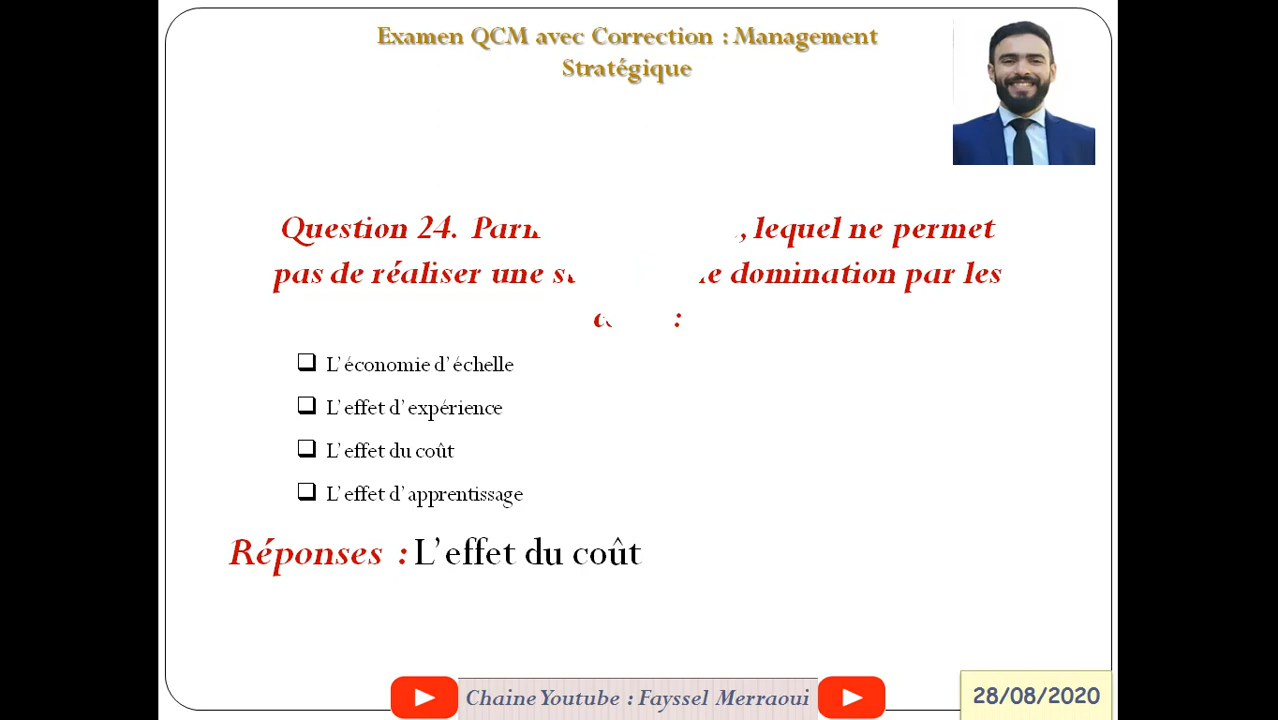 Examen QCM avec Correction : Management
Stratégique
Question 24. lequel ne permet
pas de réaliser une domination par les
:
L'économie d'échelle
L'effet d'expérience
L'effet du coût
L'effet d'apprentissage
Réponses : L'effet du coût
Chaine Youtube : Fayssel Merraoui
28/08/2020